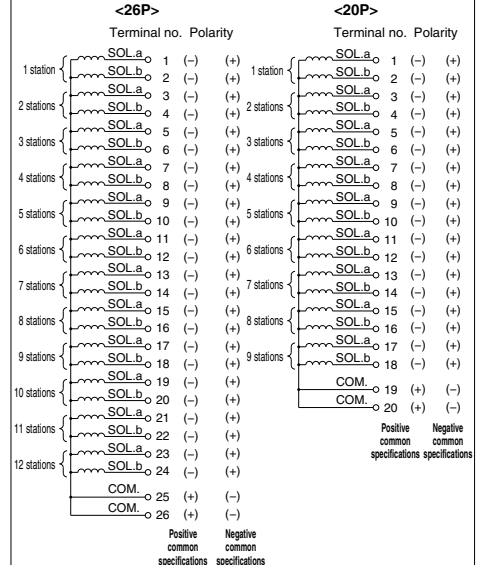 <26P>
Terminal no. Polarity
1 station SOL.a 1 (–) (+)
SOL.b 2 (–) (+)
2 stations SOL.a 3 (–) (+)
SOL.b 4 (–) (+)
3 stations SOL.a 5 (–) (+)
SOL.b 6 (–) (+)
4 stations SOL.a 7 (–) (+)
SOL.b 8 (–) (+)
5 stations SOL.a 9 (–) (+)
SOL.b 10 (–) (+)
6 stations SOL.a 11 (–) (+)
SOL.b 12 (–) (+)
7 stations SOL.a 13 (–) (+)
SOL.b 14 (–) (+)
8 stations SOL.a 15 (–) (+)
SOL.b 16 (–) (+)
9 stations SOL.a 17 (–) (+)
SOL.b 18 (–) (+)
10 stations SOL.a 19 (–) (+)
SOL.b 20 (–) (+)
11 stations SOL.a 21 (–) (+)
SOL.b 22 (–) (+)
12 stations SOL.a 23 (–) (+)
SOL.b 24 (–) (+)
COM. 25 (+) (–)
COM. 26 (+) (–)
Positive common specifications
Negative common specifications
<20P>
Terminal no. Polarity
1 station SOL.a 1 (–) (+)
SOL.b 2 (–) (+)
2 stations SOL.a 3 (–) (+)
SOL.b 4 (–) (+)
3 stations SOL.a 5 (–) (+)
SOL.b 6 (–) (+)
4 stations SOL.a 7 (–) (+)
SOL.b 8 (–) (+)
5 stations SOL.a 9 (–) (+)
SOL.b 10 (–) (+)
6 stations SOL.a 11 (–) (+)
SOL.b 12 (–) (+)
7 stations SOL.a 13 (–) (+)
SOL.b 14 (–) (+)
8 stations SOL.a 15 (–) (+)
SOL.b 16 (–) (+)
9 stations SOL.a 17 (–) (+)
SOL.b 18 (–) (+)
COM. 19 (+) (–)
COM. 20 (+) (–)
Positive common specifications
Negative common specifications